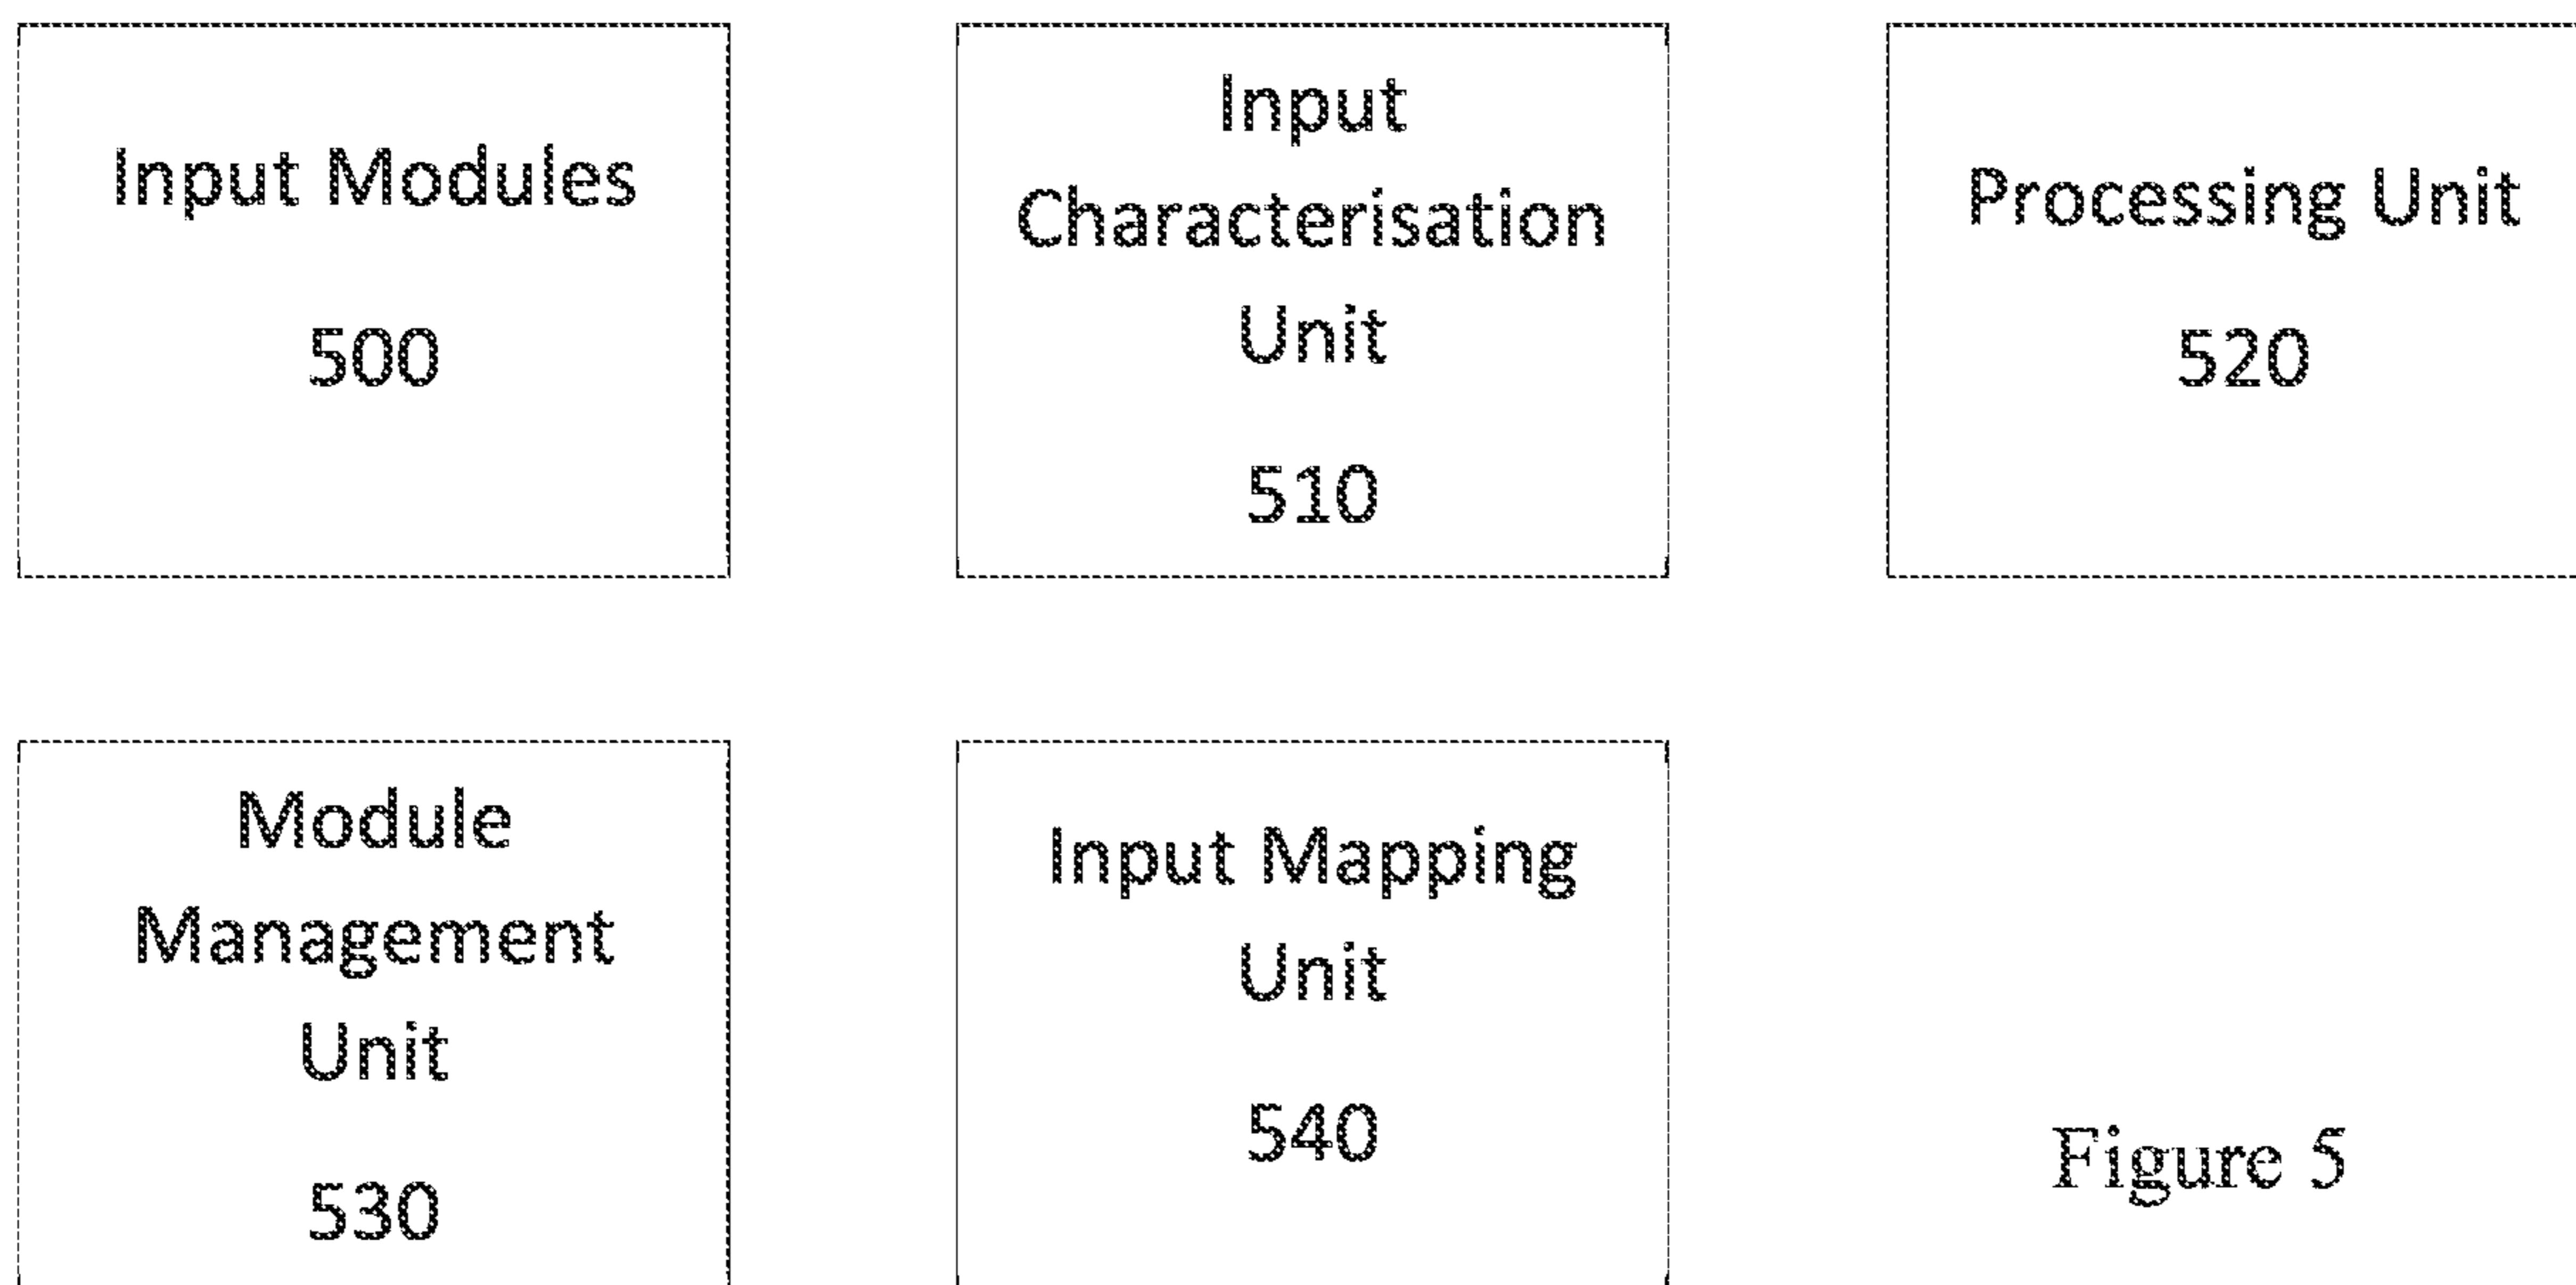 Input Modules
500
Input
Characterisation
Unit
510
Processing Unit
520
Module
Management
Unit
530
Input Mapping
Unit
540
Figure 5